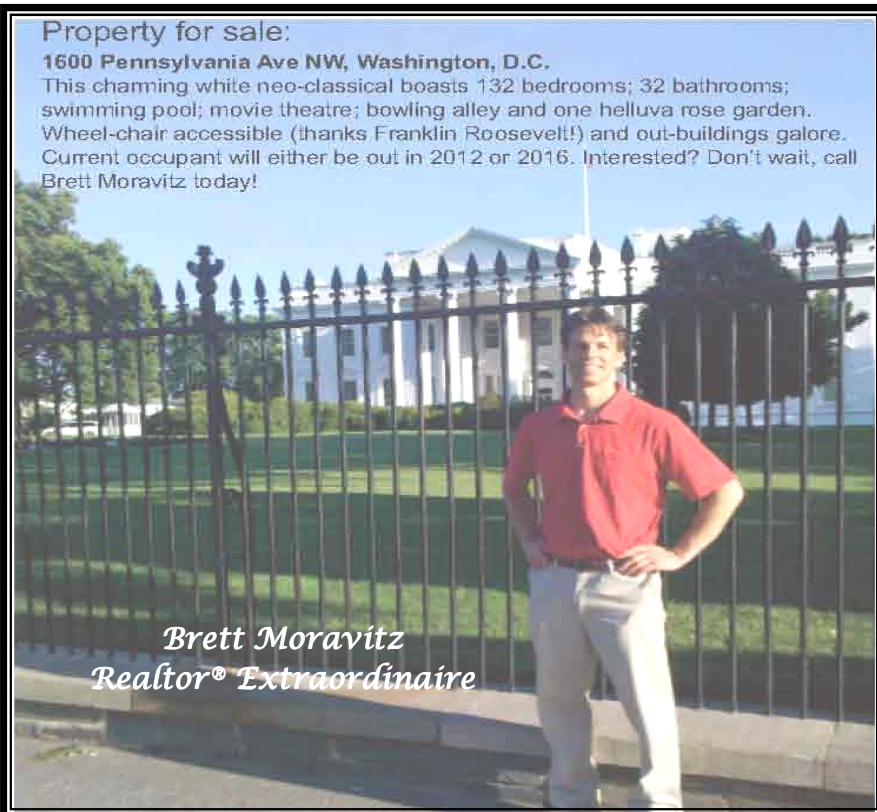 Property for sale:
1600 Pennsylvania Ave NW, Washington, D.C.
This charming white neo-classical boasts 132 bedrooms; 32 bathrooms;
swimming pool; movie theatre; bowling alley and one helluva rose garden.
Wheel-chair accessible (thanks Franklin Roosevelt!) and out-buildings galore.
Current occupant will either be out in 2012 or 2016. Interested? Don't wait, call
Brett Moravitz today!
Brett Moravitz
Realtor® Extraordinaire